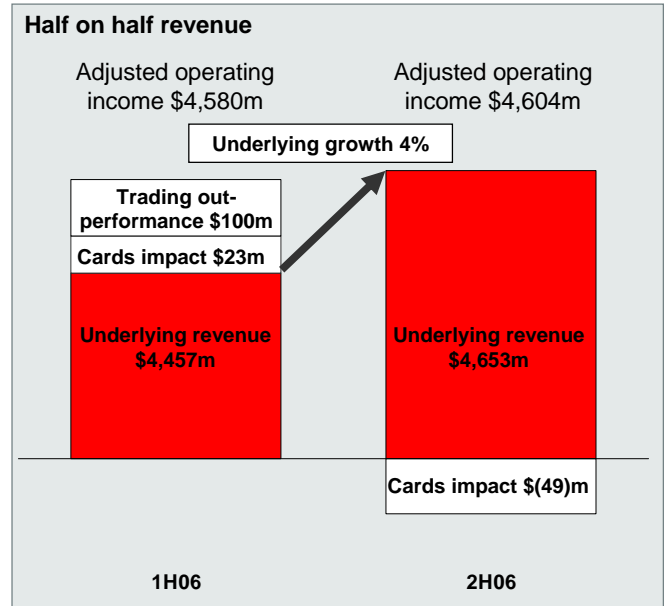 Half on half revenue
Adjusted operating
income $4,580m
Adjusted operating
income $4,604m
Underlying growth 4%
Trading out-
performance $100m
Cards impact $23m
Underlying revenue
$4,457m
Underlying revenue
$4,653m
Cards impact $(49)m
1H06
2H06